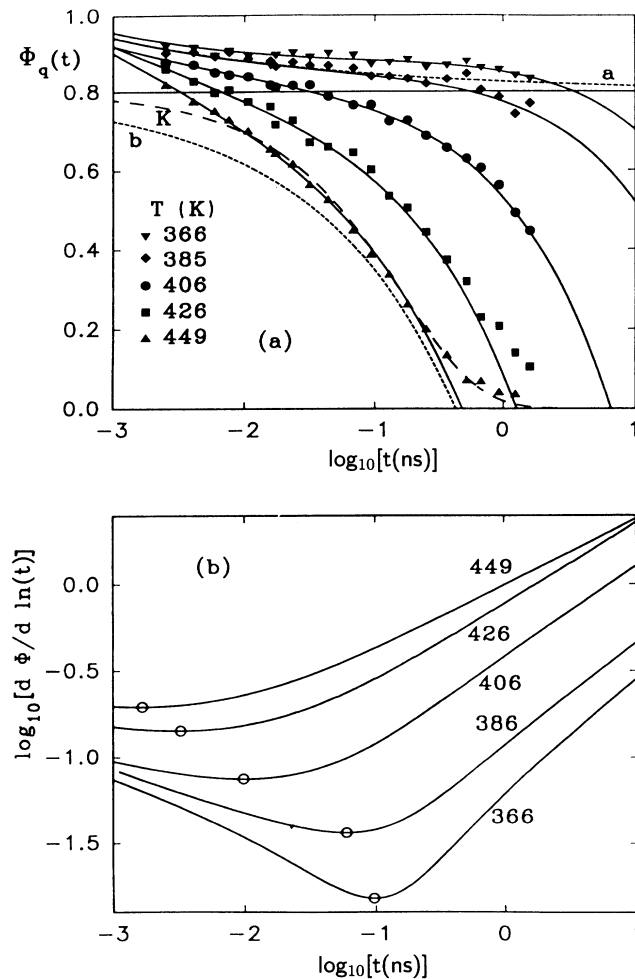 1.0
Φq(t)
a
0.8
K
b
0.6
T (K)
366
385
0.4
406
426
0.2
449
(a)
0.0
-3 -2 -1 0 1
log10[t(ns)]
(b)
449
0.0
426
log10[d Φ/d ln(t)]
-0.5
406
386
-1.0
366
-1.5
-3 -2 -1 0 1
log10[t(ns)]